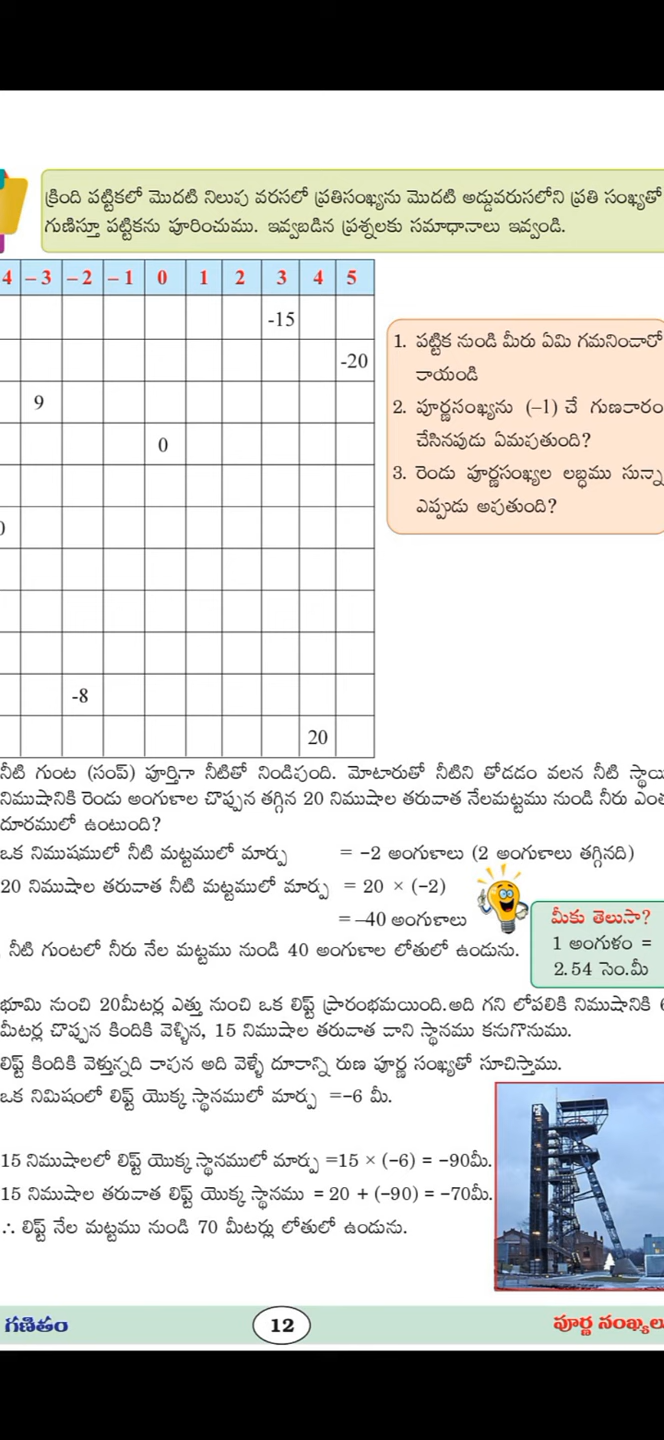 క్రింది పట్టికలో మొదటి నిలువు వరసలో ప్రతిసంఖ్యను మొదటి అడ్డువరుసలోని ప్రతి సంఖ్యతో
గుణిస్తూ పట్టికను పూరించుము. ఇవ్వబడిన ప్రశ్నలకు సమాధానాలు ఇవ్వండి.
4 – 3 – 2 – 1 0 1 2 3 4 5
-15
-20
9
0
-8
20
1. పట్టిక నుండి మీరు ఏమి గమనించారో
రాయండి
2. పూర్ణసంఖ్యను (–1) చే గుణకారం
చేసినపుడు ఏమవుతుంది?
3. రెండు పూర్ణసంఖ్యల లబ్ధము సున్నా
ఎప్పుడు అవుతుంది?
నీటి గుంట (సంప్) పూర్తిగా నీటితో నిండివుంది. మోటారుతో నీటిని తోడడం వలన నీటి
నిముషానికి రెండు అంగుళాల చొప్పున తగ్గిన 20 నిముషాల తరువాత నేలమట్టము నుండి నీరు ఎంత
దూరములో ఉంటుంది?
ఒక నిముషములో నీటి మట్టములో మార్పు = -2 అంగుళాలు (2 అంగుళాలు తగ్గినది)
20 నిముషాల తరువాత నీటి మట్టములో మార్పు = 20 × (-2)
= –40 అంగుళాలు
నీటి గుంటలో నీరు నేల మట్టము నుండి 40 అంగుళాల లోతులో ఉండును.
మీకు తెలుసా?
1 అంగుళం =
2.54 సెం.మీ
భూమి నుంచి 20మీటర్ల ఎత్తు నుంచి ఒక లిఫ్ట్ ప్రారంభమయింది.అది గని లోపలికి నిముషానికి 6
మీటర్ల చొప్పన కిందికి వెళ్ళిన, 15 నిముషాల తరువాత దాని స్థానము కనుగొనుము.
లిఫ్ట్ కిందికి వెళ్తున్నది కావున అది వెళ్ళే దూరాన్ని రుణ పూర్ణ సంఖ్యతో సూచిస్తాము.
ఒక నిమిషంలో లిఫ్ట్ యొక్క స్థానములో మార్పు =-6 మీ.
15 నిముషాలలో లిఫ్ట్ యొక్క స్థానములో మార్పు =15 × (-6) = -90మీ.
15 నిముషాల తరువాత లిఫ్ట్ యొక్క స్థానము = 20 + (-90) = -70మీ.
∴ లిఫ్ట్ నేల మట్టము నుండి 70 మీటర్లు లోతులో ఉండును.
గణితం 12 పూర్ణ సంఖ్యలు